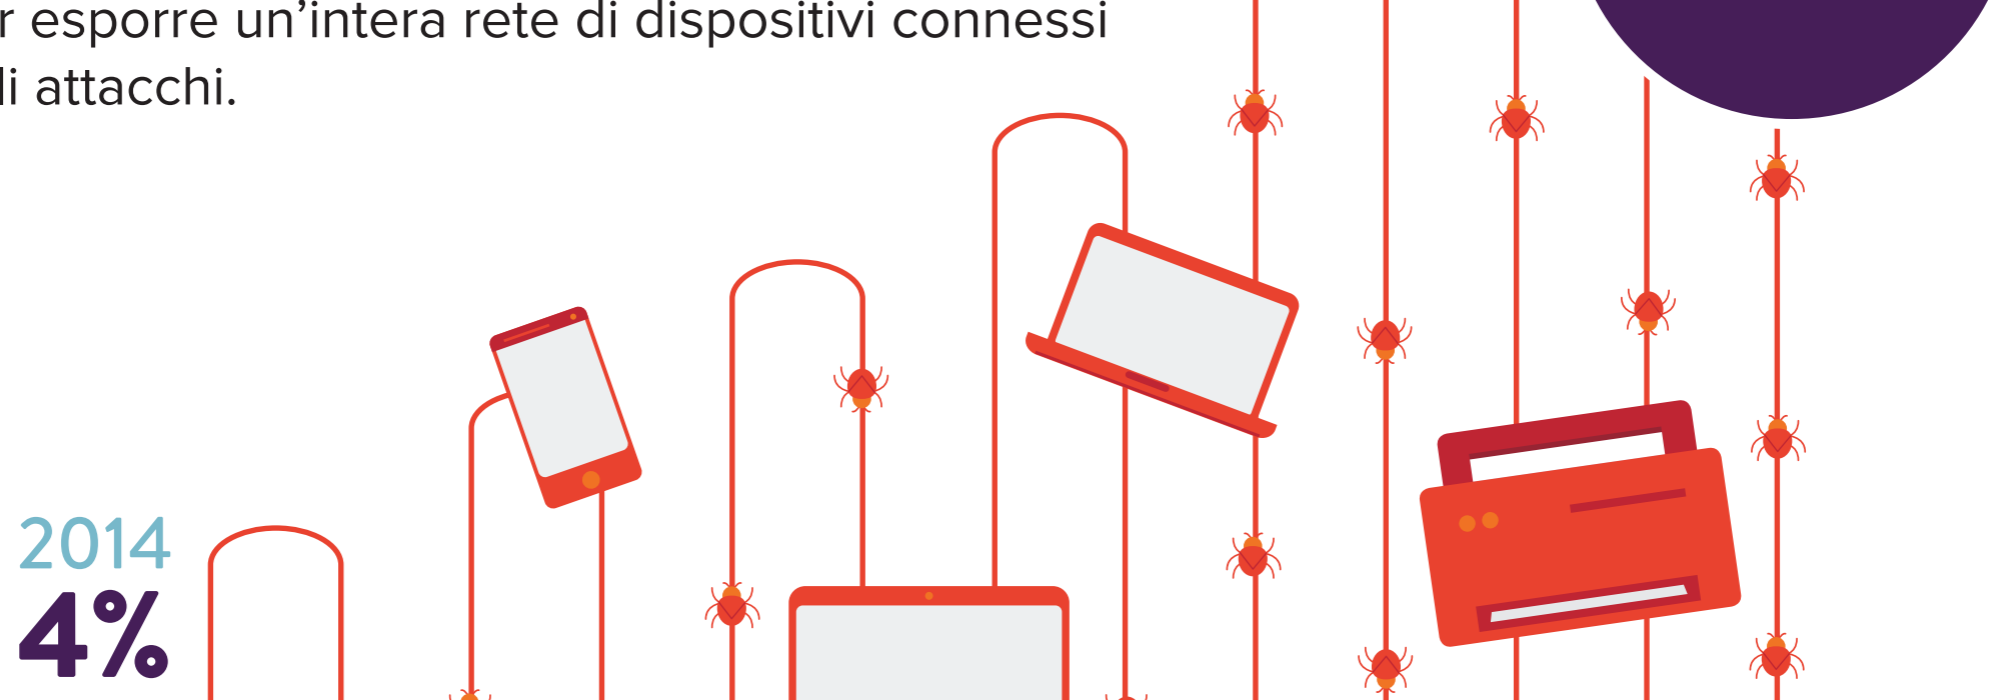 r esporre un’intera rete di dispositivi connessi
li attacchi.
2014
4%